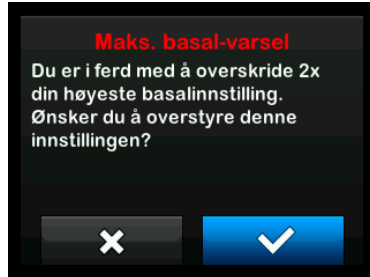 Maks. basal-varsel
Du er i ferd med å overskride 2x
din høyeste basalinnstilling.
Ønsker du å overstyre denne
innstillingen?